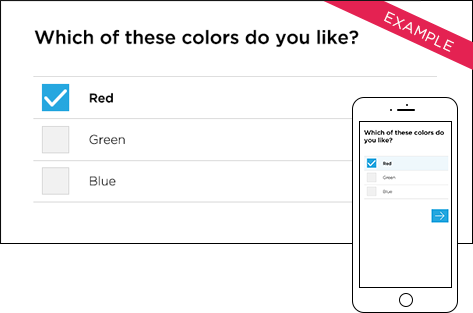 EXAMPLE
Which of these colors do you like?
Red
Green
Blue
Which of these colors do
you like?
Red
Green
Blue